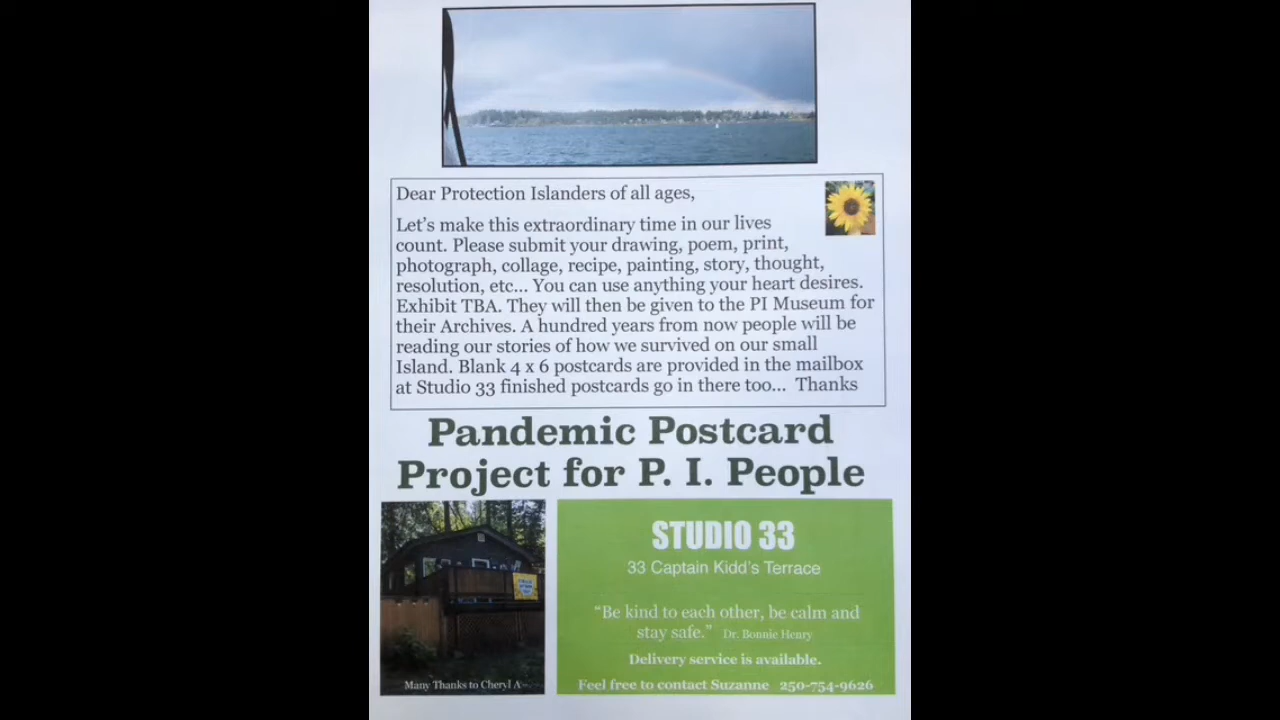 Dear Protection Islanders of all ages,
Let's make this extraordinary time in our lives
count. Please submit your drawing, poem, print,
photograph, collage, recipe, painting, story, thought,
resolution, etc... You can use anything your heart desires.
Exhibit TBA. They will then be given to the PI Museum for
their Archives. A hundred years from now people will be
reading our stories of how we survived on our small
Island. Blank 4 x 6 postcards are provided in the mailbox
at Studio 33 finished postcards go in there too... Thanks
Pandemic Postcard
Project for P. I. People
Many Thanks to Cheryl A
STUDIO 33
33 Captain Kidd's Terrace
"Be kind to each other, be calm and
stay safe." Dr. Bonnie Henry
Delivery service is available.
Feel free to contact Suzanne 250-754-9626